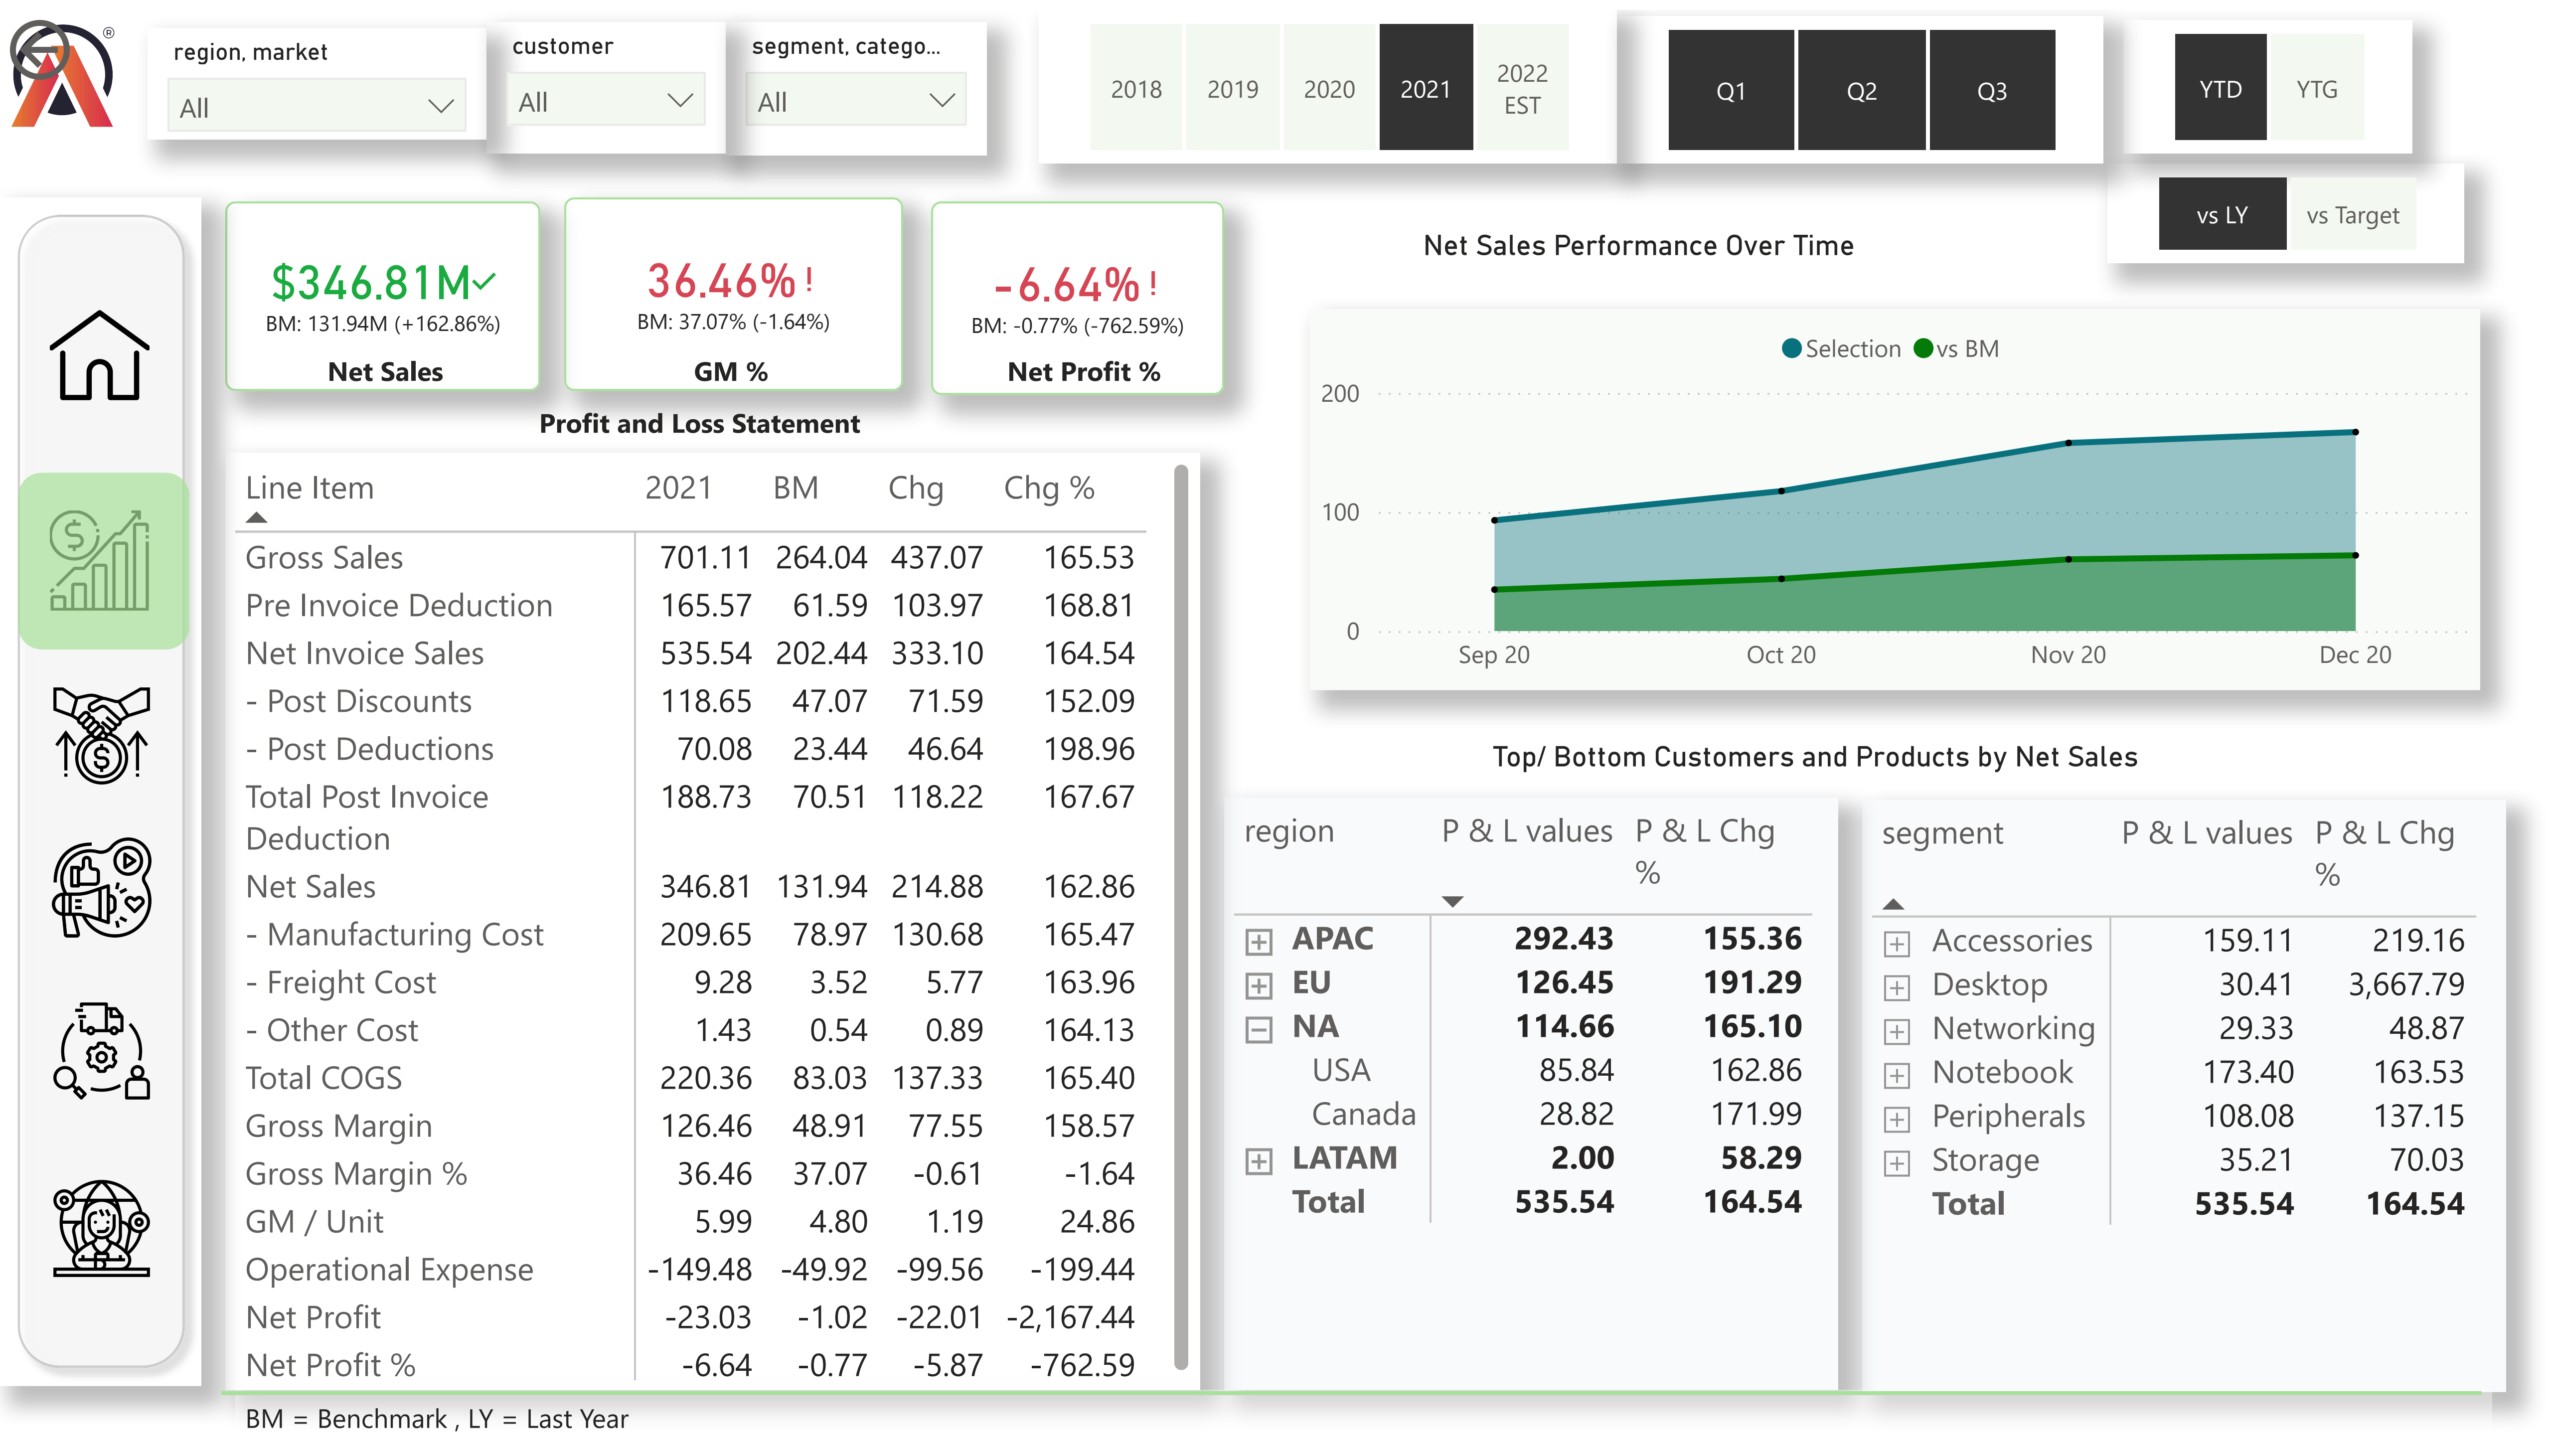 ®
region, market
All
customer
All
segment, catego...
All
2018
2019
2020
2021
2022
EST
Q1
Q2
Q3
YTD
YTG
vs LY
vs Target
$346.81M
BM: 131.94M (+162.86%)
Net Sales
36.46% !
BM: 37.07% (-1.64%)
GM %
-6.64% !
BM: -0.77% (-762.59%)
Net Profit %
Net Sales Performance Over Time
Selection vs BM
200
100
0
Sep 20 Oct 20 Nov 20 Dec 20
Profit and Loss Statement
Line Item 2021 BM Chg Chg %
Gross Sales 701.11 264.04 437.07 165.53
Pre Invoice Deduction 165.57 61.59 103.97 168.81
Net Invoice Sales 535.54 202.44 333.10 164.54
- Post Discounts 118.65 47.07 71.59 152.09
- Post Deductions 70.08 23.44 46.64 198.96
Total Post Invoice 188.73 70.51 118.22 167.67
Deduction
Net Sales 346.81 131.94 214.88 162.86
- Manufacturing Cost 209.65 78.97 130.68 165.47
- Freight Cost 9.28 3.52 5.77 163.96
- Other Cost 1.43 0.54 0.89 164.13
Total COGS 220.36 83.03 137.33 165.40
Gross Margin 126.46 48.91 77.55 158.57
Gross Margin % 36.46 37.07 -0.61 -1.64
GM / Unit 5.99 4.80 1.19 24.86
Operational Expense -149.48 -49.92 -99.56 -199.44
Net Profit -23.03 -1.02 -22.01 -2,167.44
Net Profit % -6.64 -0.77 -5.87 -762.59
Top/ Bottom Customers and Products by Net Sales
region P & L values P & L Chg
%
APAC 292.43 155.36
EU 126.45 191.29
NA 114.66 165.10
USA 85.84 162.86
Canada 28.82 171.99
LATAM 2.00 58.29
Total 535.54 164.54
segment P & L values P & L Chg
%
Accessories 159.11 219.16
Desktop 30.41 3,667.79
Networking 29.33 48.87
Notebook 173.40 163.53
Peripherals 108.08 137.15
Storage 35.21 70.03
Total 535.54 164.54
BM = Benchmark , LY = Last Year